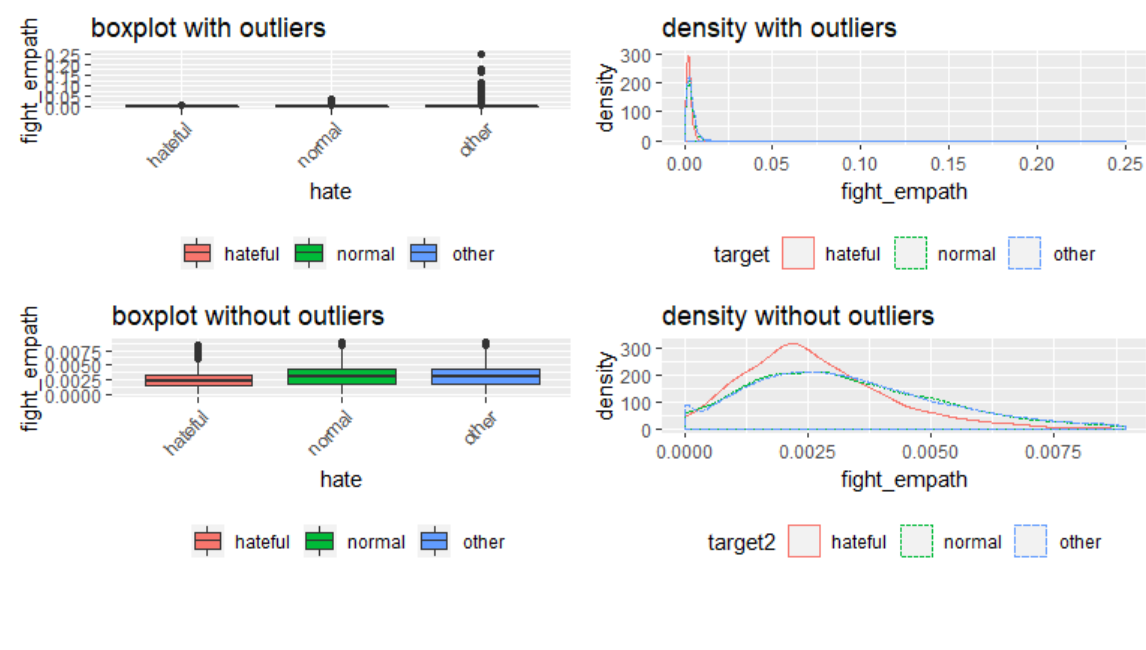 boxplot with outliers
fight_empath
0.25
0.20
0.15
0.10
0.05
0.00
hateful
normal
other
hate
hateful normal other
density with outliers
density
300
200
100
0
0.00 0.05 0.10 0.15 0.20 0.25
fight_empath
target hateful normal other
boxplot without outliers
fight_empath
0.0075
0.0050
0.0025
0.0000
hateful
normal
other
hate
hateful normal other
density without outliers
density
300
200
100
0
0.0000 0.0025 0.0050 0.0075
fight_empath
target2 hateful normal other